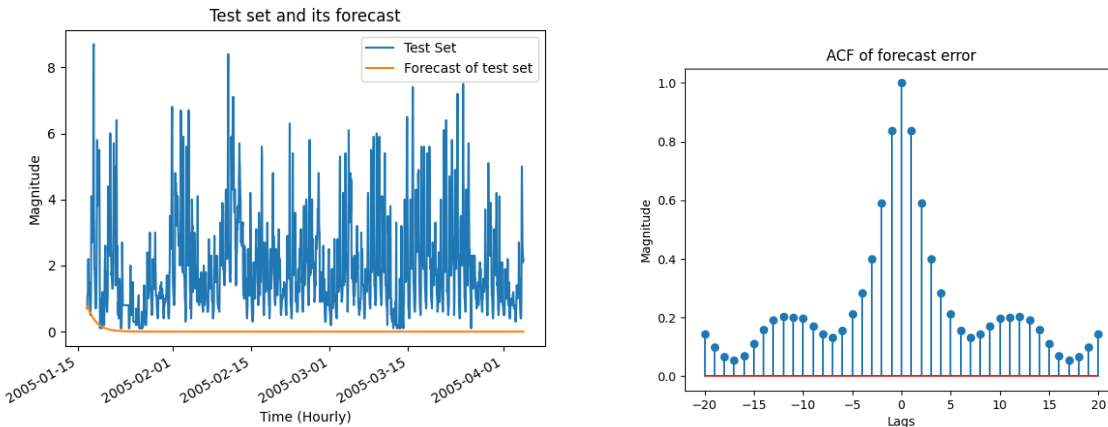 Test set and its forecast
Test Set
Forecast of test set
8
6
4
2
0
Magnitude
2005-01-15
2005-02-01
2005-02-15
2005-03-01
2005-03-15
2005-04-01
Time (Hourly)
ACF of forecast error
1.0
0.8
0.6
0.4
0.2
0.0
Magnitude
−20 −15 −10 −5 0 5 10 15 20
Lags